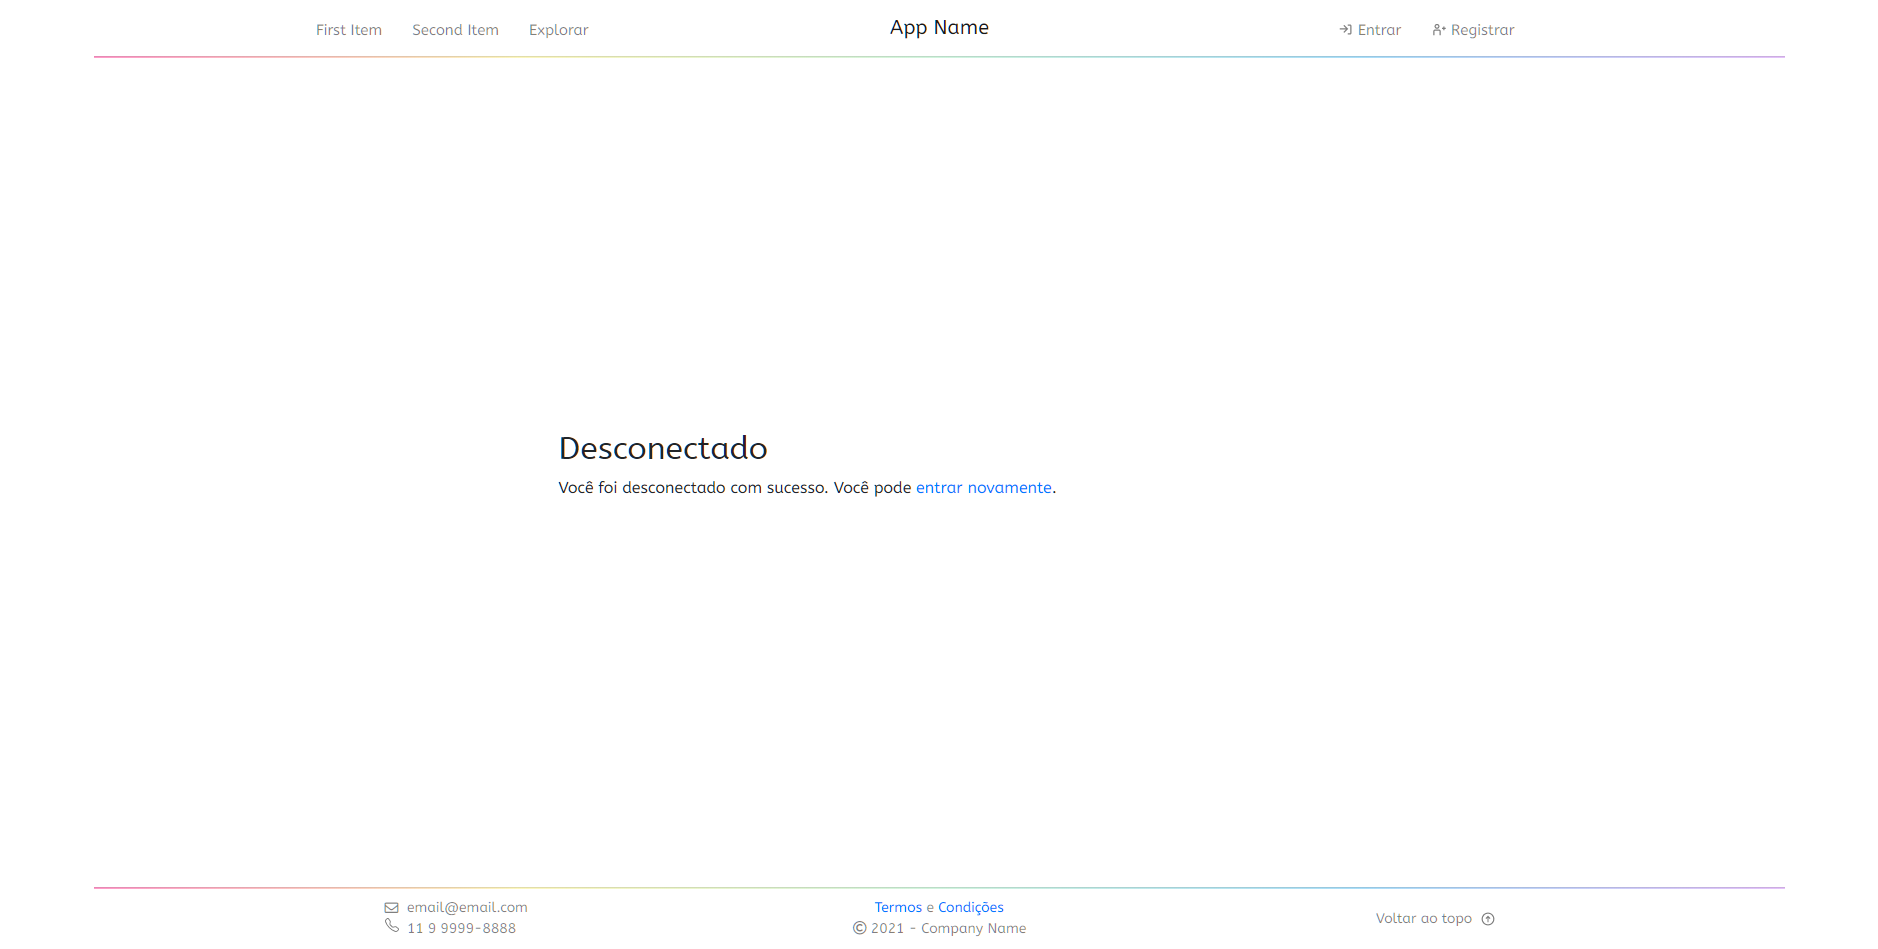 First Item Second Item Explorar App Name Entrar Registrar
Desconectado
Você foi desconectado com sucesso. Você pode entrar novamente.
email@email.com
11 9 9999-8888
Termos e Condições
© 2021 - Company Name
Voltar ao topo